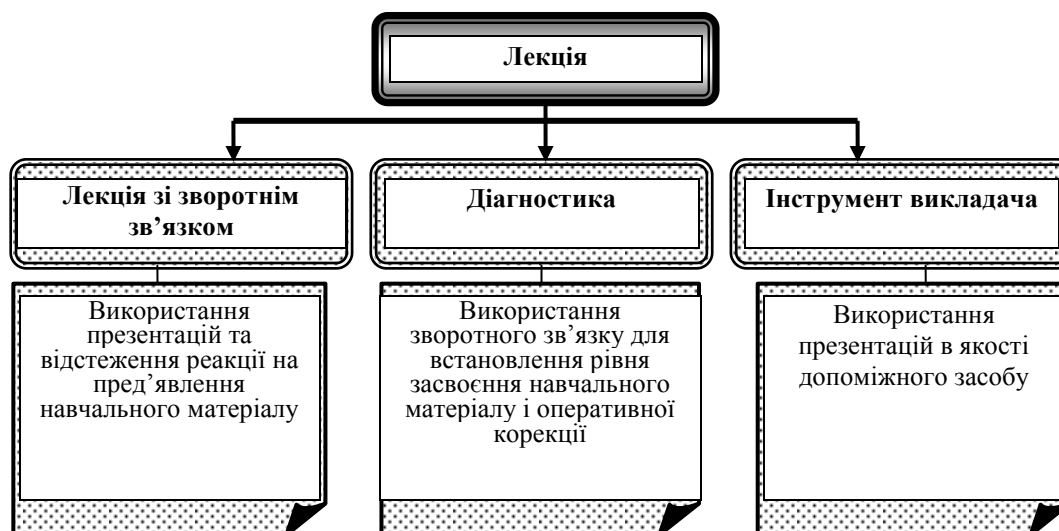 Лекція
Лекція зі зворотнім
зв’язком
Діагностика
Інструмент викладача
Використання
презентацій та
відстеження реакції на
пред’явлення
навчального матеріалу
Використання
зворотного зв’язку для
встановлення рівня
засвоєння навчального
матеріалу і оперативної
корекції
Використання
презентацій в якості
допоміжного засобу